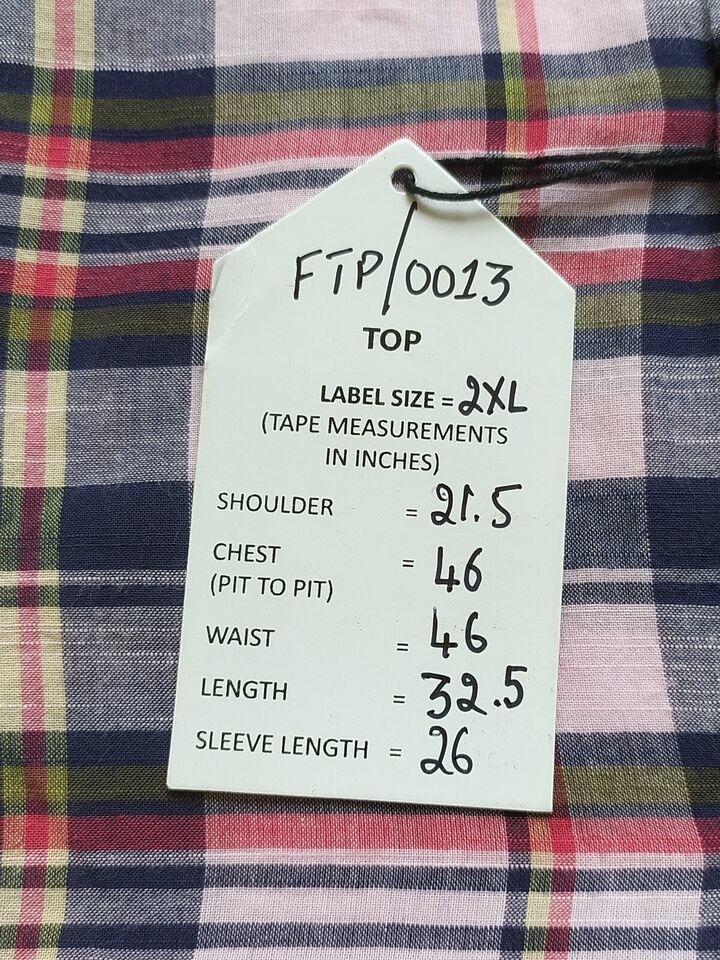 FTP/0013
TOP
LABEL SIZE = 2XL
(TAPE MEASUREMENTS
IN INCHES)
SHOULDER = 21.5
CHEST = 46
(PIT TO PIT)
WAIST = 46
LENGTH = 32.5
SLEEVE LENGTH = 26